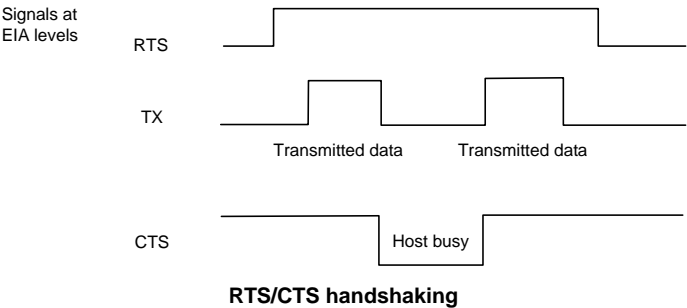 Signals at
EIA levels
RTS
TX
Transmitted data Transmitted data
CTS
Host busy
RTS/CTS handshaking